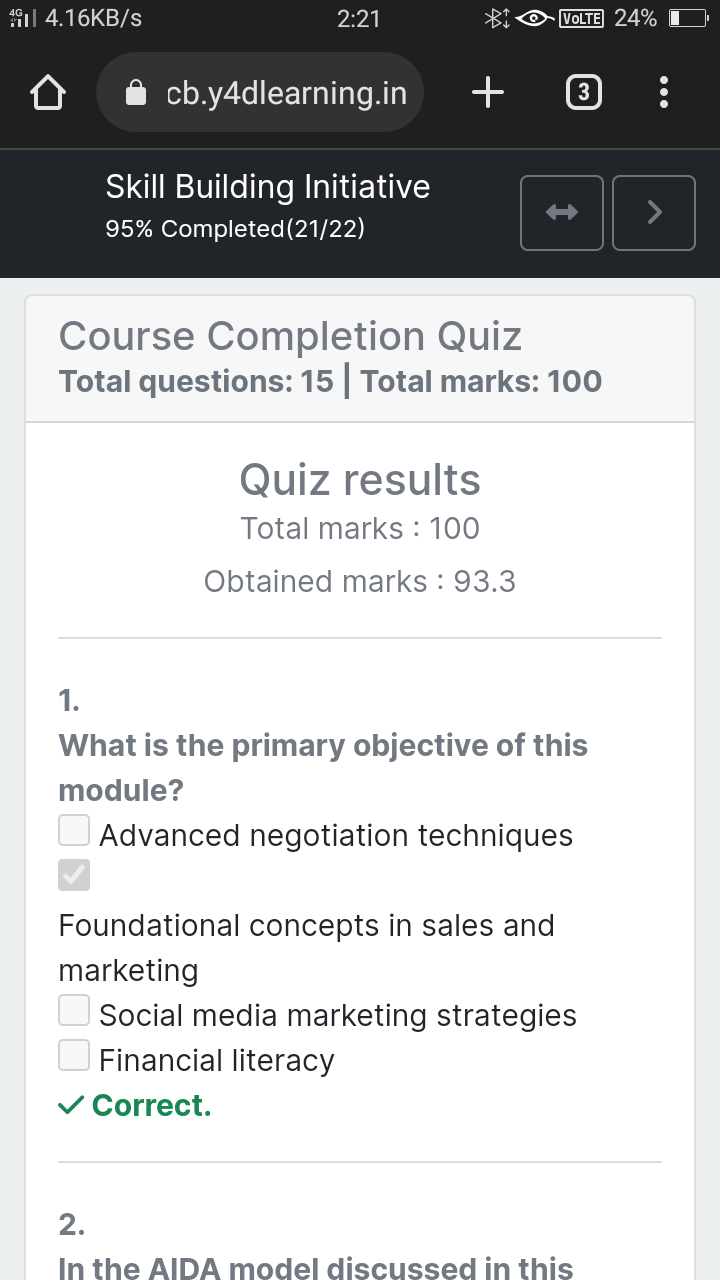 4G 4.16KB/s 2:21 VoLTE 24%
cb.y4dlearning.in 3
Skill Building Initiative
95% Completed(21/22)
Course Completion Quiz
Total questions: 15 | Total marks: 100
Quiz results
Total marks : 100
Obtained marks : 93.3
1.
What is the primary objective of this
module?
Advanced negotiation techniques
Foundational concepts in sales and
marketing
Social media marketing strategies
Financial literacy
Correct.
2.
In the AIDA model discussed in this